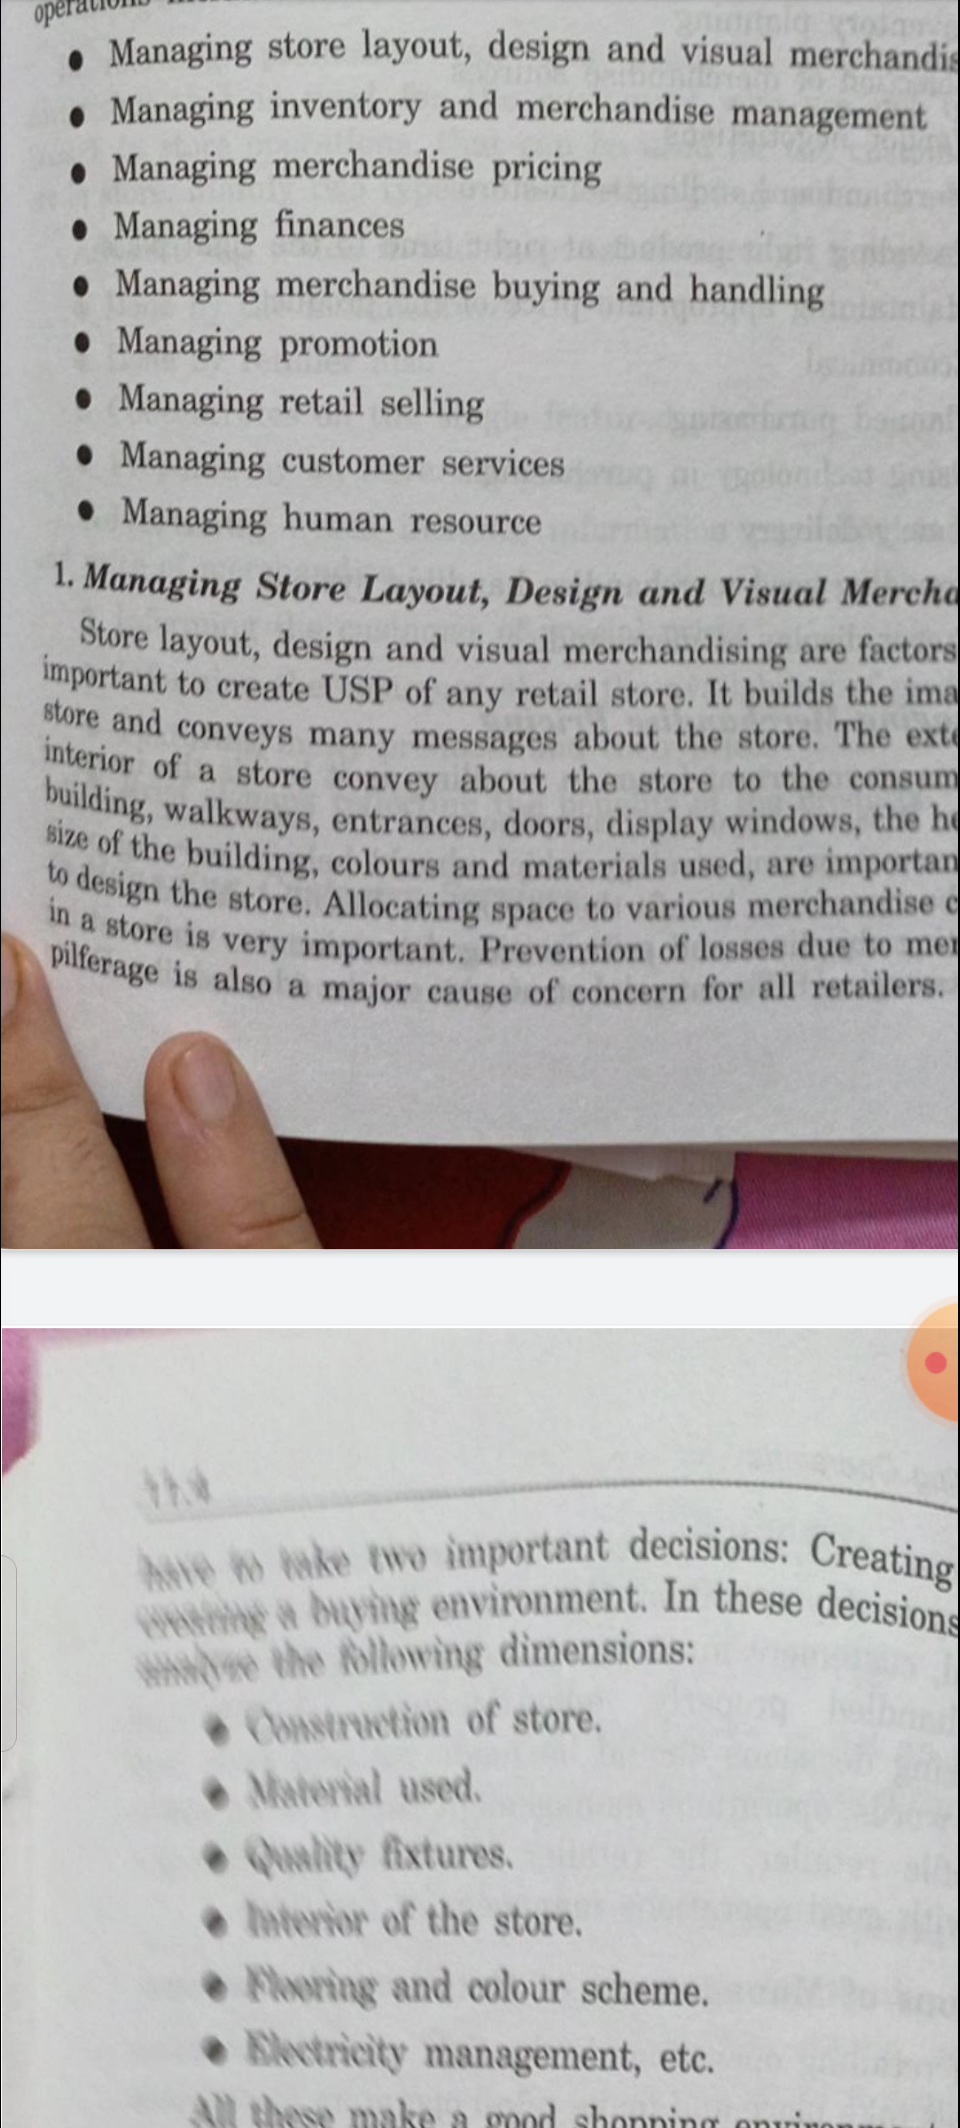 operations
• Managing store layout, design and visual merchandis
• Managing inventory and merchandise management
• Managing merchandise pricing
• Managing finances
• Managing merchandise buying and handling
• Managing promotion
• Managing retail selling
• Managing customer services
• Managing human resource
1. Managing Store Layout, Design and Visual Mercha
Store layout, design and visual merchandising are factors
important to create USP of any retail store. It builds the ima
store and conveys many messages about the store. The exte
interior of a store convey about the store to the consum
building, walkways, entrances, doors, display windows, the he
size of the building, colours and materials used, are importan
to design the store. Allocating space to various merchandise c
in a store is very important. Prevention of losses due to mer
pilferage is also a major cause of concern for all retailers.
have to take two important decisions: Creating
creating a buying environment. In these decisions
analyze the following dimensions:
• Construction of store.
• Material used.
• Quality fixtures.
• Interior of the store.
• Flooring and colour scheme.
• Electricity management, etc.
All these make a good shopping